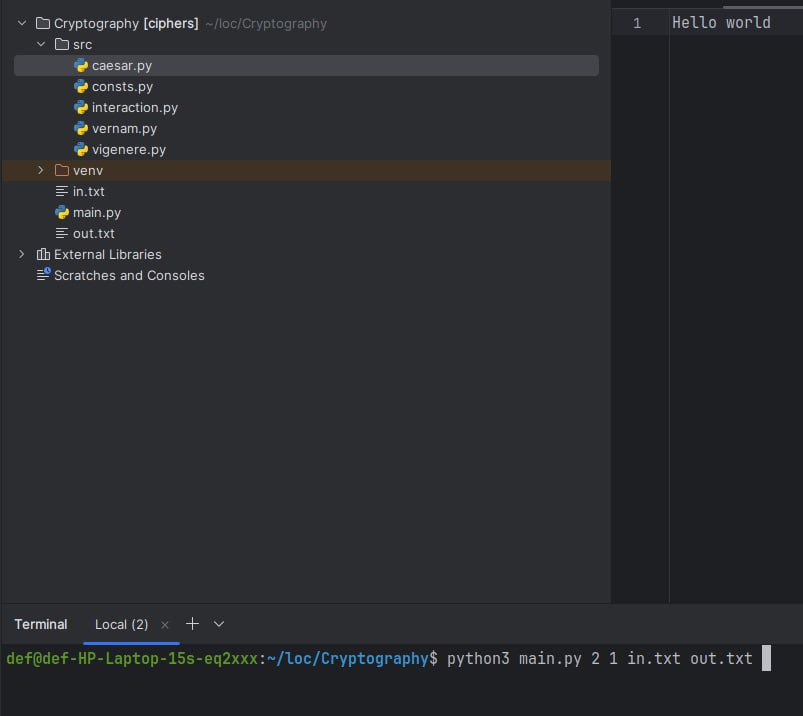 Cryptography [ciphers] ~/loc/Cryptography
src
caesar.py
consts.py
interaction.py
vernam.py
vigenere.py
venv
in.txt
main.py
out.txt
External Libraries
Scratches and Consoles
1 Hello world
Terminal Local (2)
def@def-HP-Laptop-15s-eq2xxx:~/loc/Cryptography$ python3 main.py 2 1 in.txt out.txt